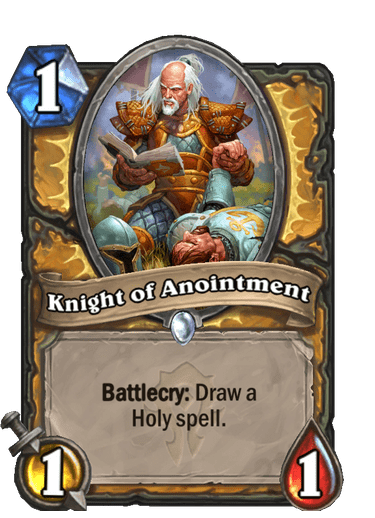 1
Knight of Anointment
Battlecry: Draw a
Holy spell.
1
1